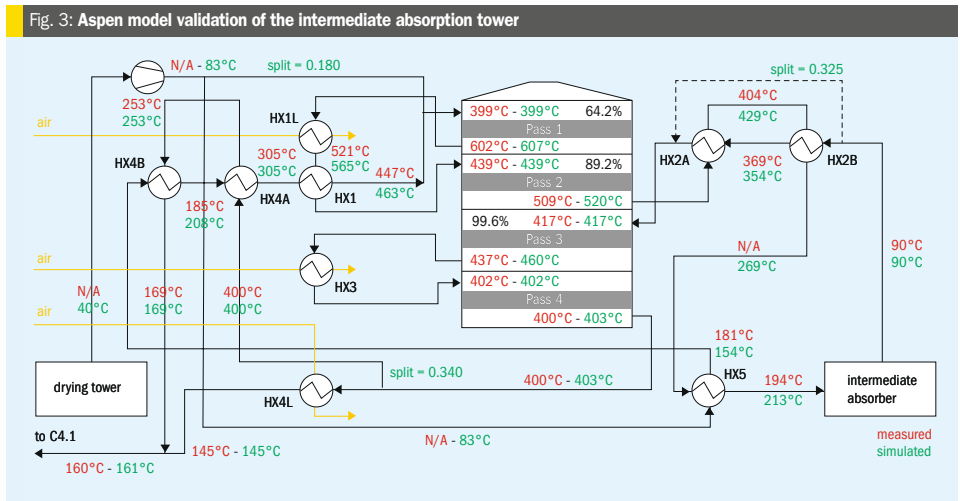 Fig. 3: Aspen model validation of the intermediate absorption tower
N/A - 83°C
split = 0.180
split = 0.325
253°C
253°C
404°C
429°C
air
HX1L
399°C - 399°C 64.2%
Pass 1
602°C - 607°C
HX4B
305°C
305°C
521°C
565°C
447°C
463°C
439°C - 439°C 89.2%
Pass 2
509°C - 520°C
HX2A
369°C
354°C
HX2B
HX4A
HX1
185°C
208°C
99.6% 417°C - 417°C
Pass 3
437°C - 460°C
N/A
269°C
90°C
90°C
air
HX3
402°C - 402°C
Pass 4
400°C - 403°C
N/A
40°C
169°C
169°C
400°C
400°C
air
181°C
154°C
drying tower
split = 0.340
400°C - 403°C
HX5
194°C
213°C
intermediate
absorber
HX4L
to C4.1
145°C - 145°C
N/A - 83°C
measured
simulated
160°C - 161°C